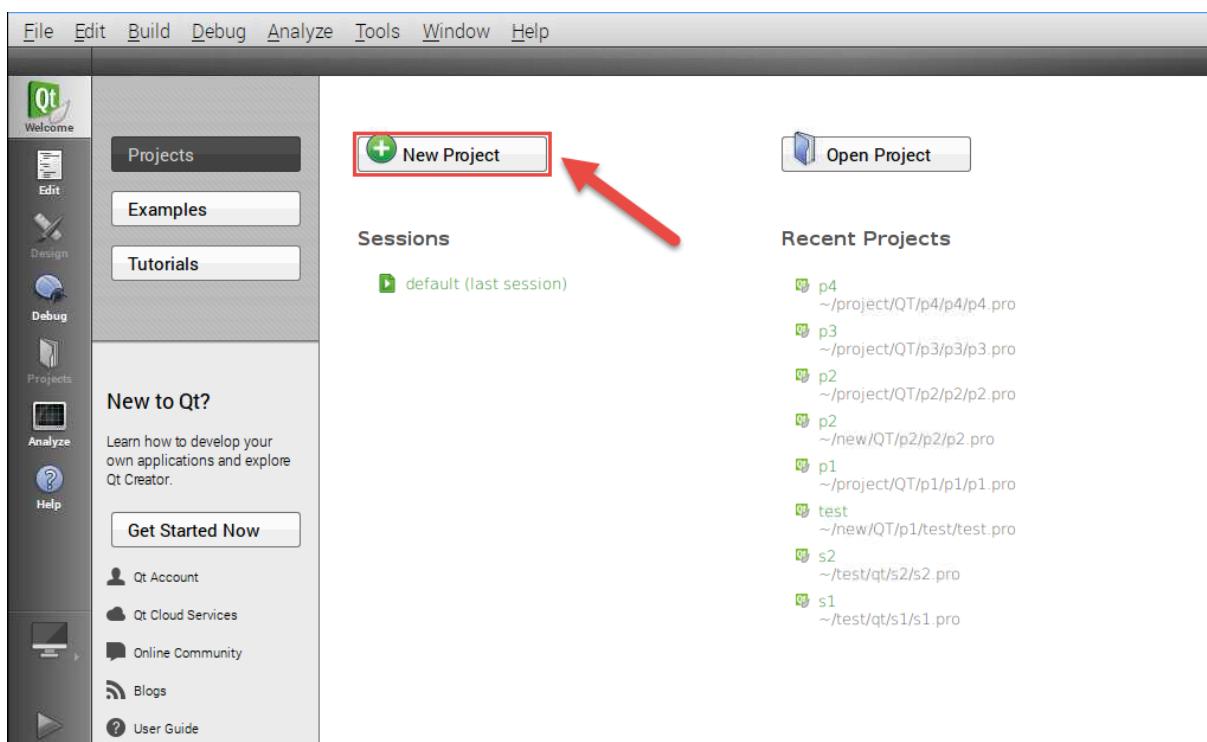 File Edit Build Debug Analyze Tools Window Help
Qt
Welcome
Edit
Design
Debug
Projects
Analyze
Help
Projects
Examples
Tutorials
New to Qt?
Learn how to develop your
own applications and explore
Qt Creator.
Get Started Now
Qt Account
Qt Cloud Services
Online Community
Blogs
User Guide
New Project
Sessions
default (last session)
Open Project
Recent Projects
p4
~/project/QT/p4/p4/p4.pro
p3
~/project/QT/p3/p3/p3.pro
p2
~/project/QT/p2/p2/p2.pro
p2
~/new/QT/p2/p2/p2.pro
p1
~/project/QT/p1/p1/p1.pro
test
~/new/QT/p1/test/test.pro
s2
~/test/qt/s2/s2.pro
s1
~/test/qt/s1/s1.pro